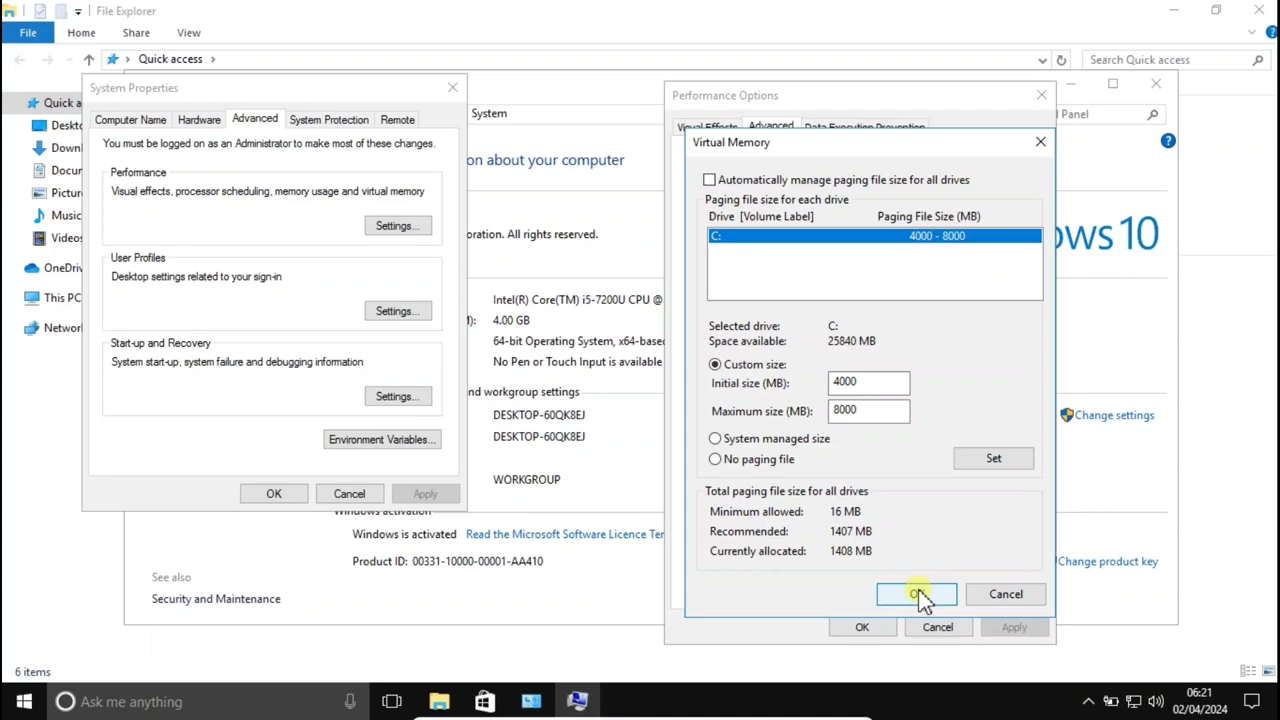 File Explorer
File Home Share View
Quick access
Search Quick access
Quick a
Deskto
Down
Docur
Picture
Music
Videos
OneDriv
This PC
Networ
System Properties
Computer Name Hardware Advanced System Protection Remote
You must be logged on as an Administrator to make most of these changes.
Performance
Visual effects, processor scheduling, memory usage and virtual memory
Settings...
User Profiles
Desktop settings related to your sign-in
Settings...
Start-up and Recovery
System start-up, system failure and debugging information
Settings...
Environment Variables...
OK Cancel Apply
System
l Panel
on about your computer
oration. All rights reserved.
ows 10
Intel(R) Core(TM) i5-7200U CPU @
): 4.00 GB
64-bit Operating System, x64-base
No Pen or Touch Input is available
nd workgroup settings
DESKTOP-60QK8EJ
DESKTOP-60QK8EJ
WORKGROUP
Change settings
Windows activation
Windows is activated Read the Microsoft Software Licence Ter
Product ID: 00331-10000-00001-AA410
Change product key
See also
Security and Maintenance
Performance Options
Visual Effects Advanced Data Execution Prevention
Virtual Memory
Automatically manage paging file size for all drives
Paging file size for each drive
Drive [Volume Label] Paging File Size (MB)
C: 4000 - 8000
Selected drive: C:
Space available: 25840 MB
Custom size:
Initial size (MB): 4000
Maximum size (MB): 8000
System managed size
No paging file
Set
Total paging file size for all drives
Minimum allowed: 16 MB
Recommended: 1407 MB
Currently allocated: 1408 MB
Cancel
OK Cancel Apply
6 items
Ask me anything
06:21
02/04/2024